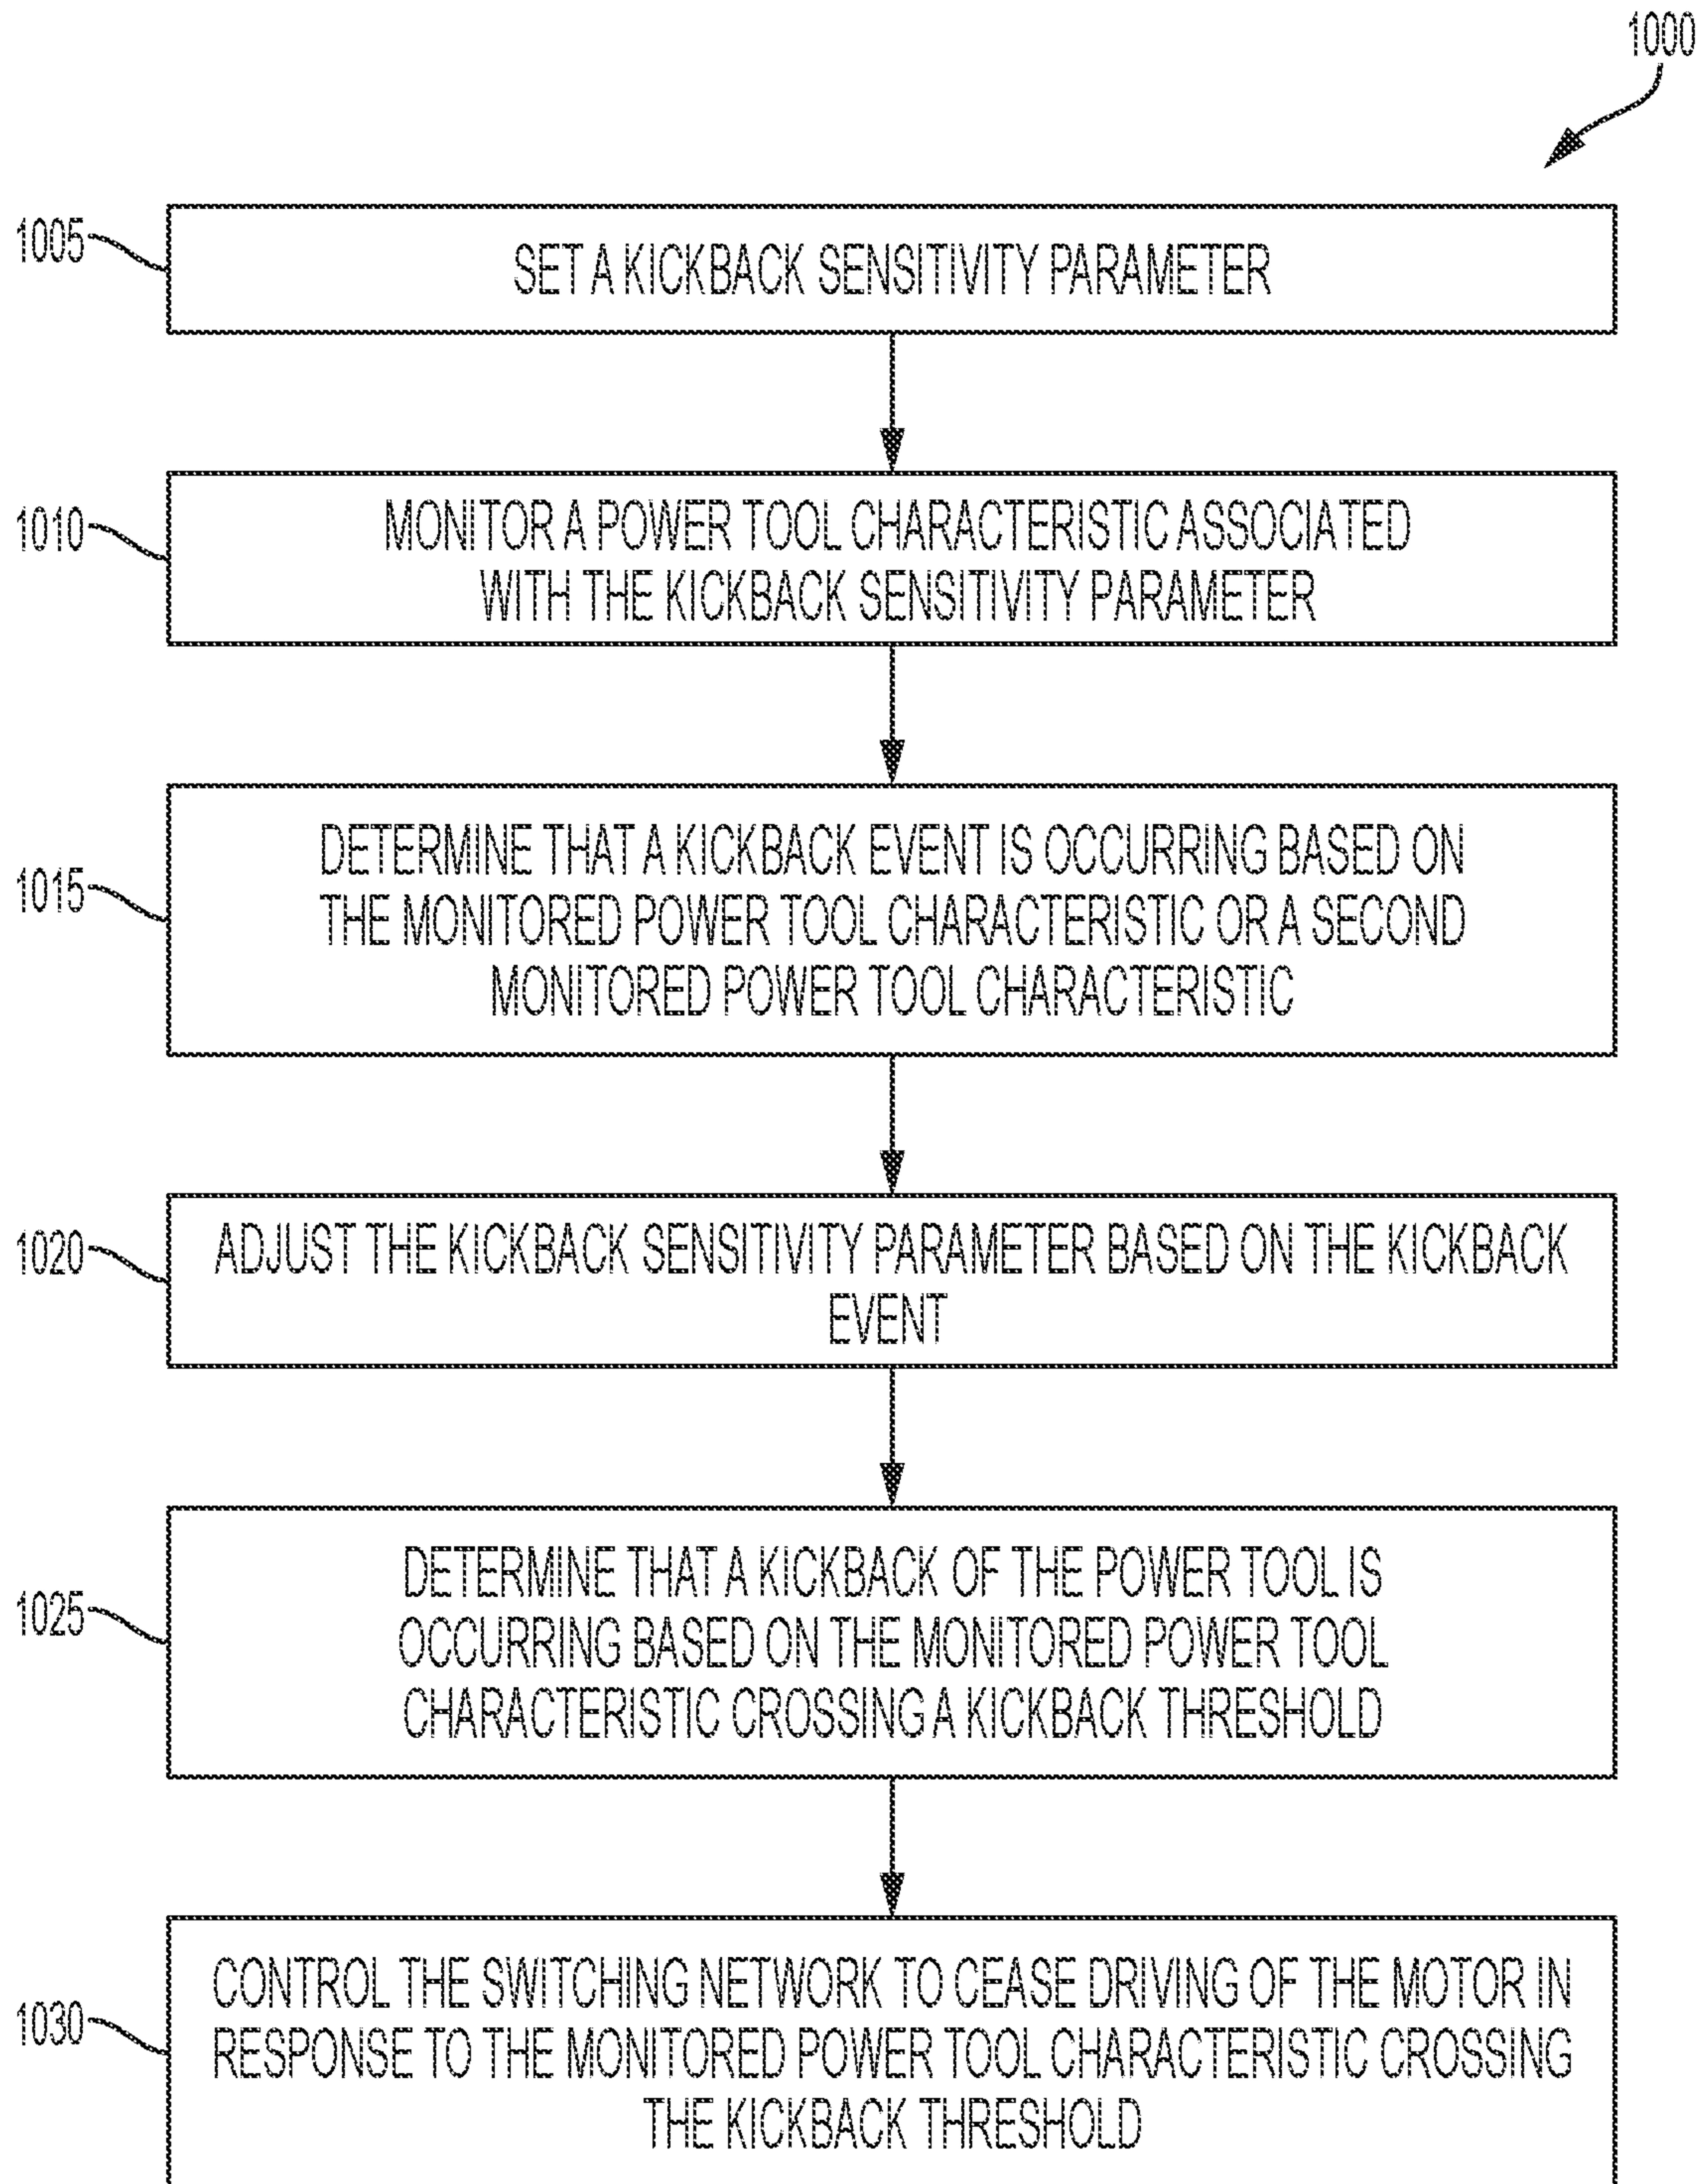 1000
1005
SET A KICKBACK SENSITIVITY PARAMETER
1010
MONITOR A POWER TOOL CHARACTERISTIC ASSOCIATED
WITH THE KICKBACK SENSITIVITY PARAMETER
1015
DETERMINE THAT A KICKBACK EVENT IS OCCURRING BASED ON
THE MONITORED POWER TOOL CHARACTERISTIC OR A SECOND
MONITORED POWER TOOL CHARACTERISTIC
1020
ADJUST THE KICKBACK SENSITIVITY PARAMETER BASED ON THE KICKBACK
EVENT
1025
DETERMINE THAT A KICKBACK OF THE POWER TOOL IS
OCCURRING BASED ON THE MONITORED POWER TOOL
CHARACTERISTIC CROSSING A KICKBACK THRESHOLD
1030
CONTROL THE SWITCHING NETWORK TO CEASE DRIVING OF THE MOTOR IN
RESPONSE TO THE MONITORED POWER TOOL CHARACTERISTIC CROSSING
THE KICKBACK THRESHOLD